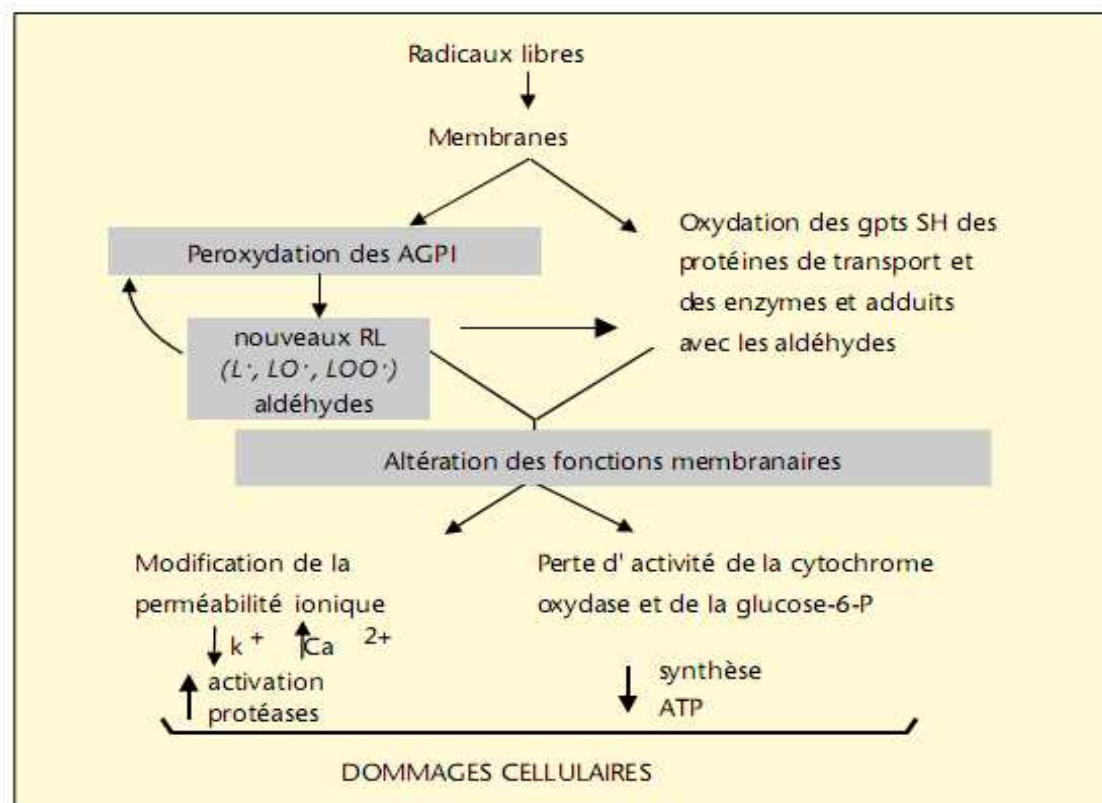 Radicaux libres
Membranes
Peroxydation des AGPI
Oxydation des gpts SH des
protéines de transport et
des enzymes et adduits
avec les aldéhydes
nouveaux RL
(L·, LO·, LOO·)
aldéhydes
Altération des fonctions membranaires
Modification de la
perméabilité ionique
k + Ca 2+
activation
protéases
Perte d' activité de la cytochrome
oxydase et de la glucose-6-P
synthèse
ATP
DOMMAGES CELLULAIRES